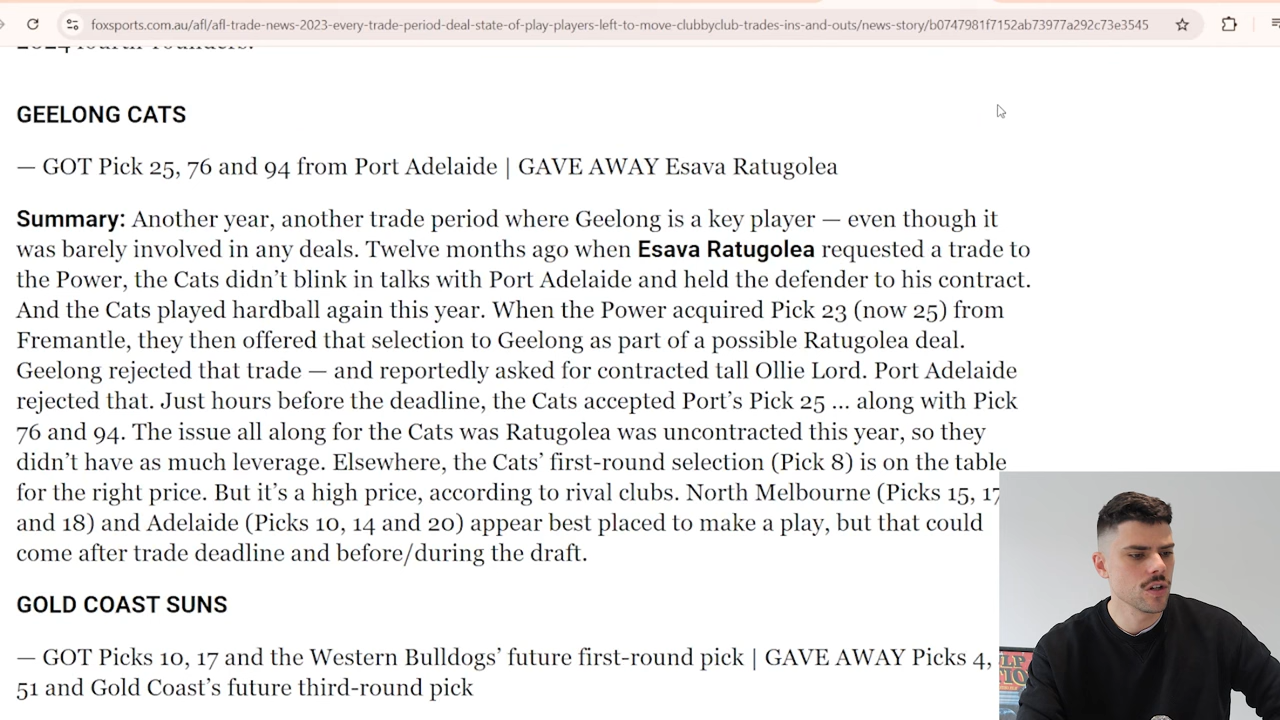 foxsports.com.au/afl/afl-trade-news-2023-every-trade-period-deal-state-of-play-players-left-to-move-clubbyclub-trades-ins-and-outs/news-story/b0747981f7152ab73977a292c73e3545
2024 fourth-rounders.
GEELONG CATS
— GOT Pick 25, 76 and 94 from Port Adelaide | GAVE AWAY Esava Ratugolea
Summary: Another year, another trade period where Geelong is a key player — even though it
was barely involved in any deals. Twelve months ago when Esava Ratugolea requested a trade to
the Power, the Cats didn’t blink in talks with Port Adelaide and held the defender to his contract.
And the Cats played hardball again this year. When the Power acquired Pick 23 (now 25) from
Fremantle, they then offered that selection to Geelong as part of a possible Ratugolea deal.
Geelong rejected that trade — and reportedly asked for contracted tall Ollie Lord. Port Adelaide
rejected that. Just hours before the deadline, the Cats accepted Port’s Pick 25 ... along with Pick
76 and 94. The issue all along for the Cats was Ratugolea was uncontracted this year, so they
didn’t have as much leverage. Elsewhere, the Cats’ first-round selection (Pick 8) is on the table
for the right price. But it’s a high price, according to rival clubs. North Melbourne (Picks 15, 17
and 18) and Adelaide (Picks 10, 14 and 20) appear best placed to make a play, but that could
come after trade deadline and before/during the draft.
GOLD COAST SUNS
— GOT Picks 10, 17 and the Western Bulldogs’ future first-round pick | GAVE AWAY Picks 4,
51 and Gold Coast’s future third-round pick